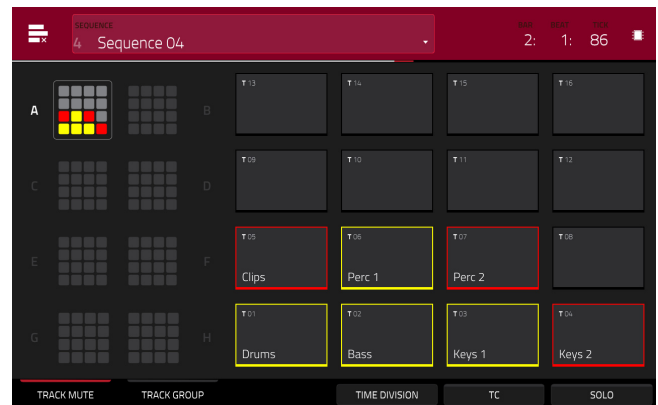 SEQUENCE
4 Sequence 04
BAR BEAT TICK
2: 1: 86
A B
C D
E F
G H
T 13 T 14 T 15 T 16
T 09 T 10 T 11 T 12
T 05 T 06 T 07 T 08
Clips Perc 1 Perc 2
T 01 T 02 T 03 T 04
Drums Bass Keys 1 Keys 2
TRACK MUTE TRACK GROUP TIME DIVISION TC SOLO